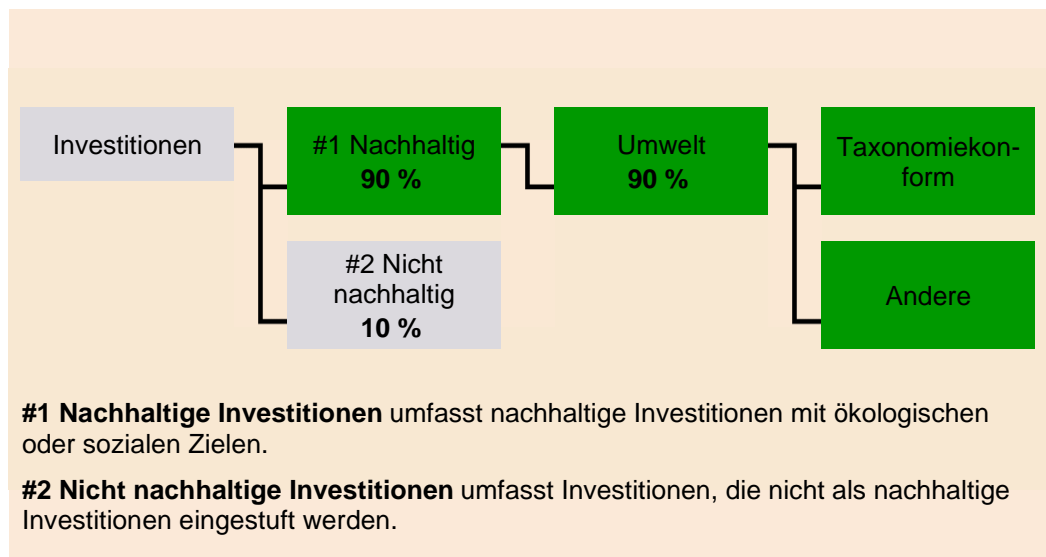 Investitionen
#1 Nachhaltig
90 %
Umwelt
90 %
Taxonomiekon-
form
#2 Nicht
nachhaltig
10 %
Andere
#1 Nachhaltige Investitionen umfasst nachhaltige Investitionen mit ökologischen
oder sozialen Zielen.
#2 Nicht nachhaltige Investitionen umfasst Investitionen, die nicht als nachhaltige
Investitionen eingestuft werden.